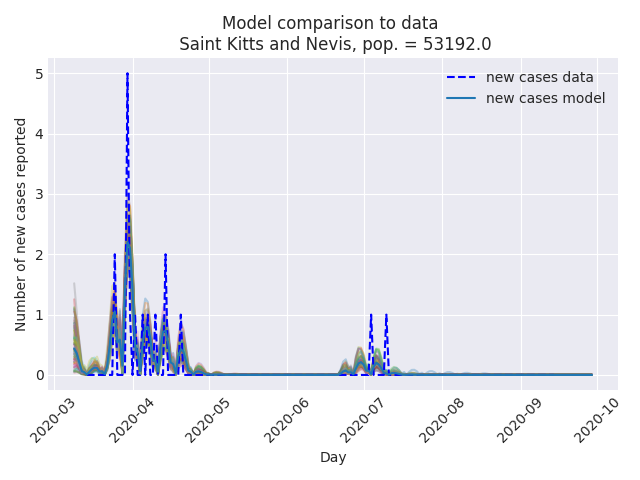 Model comparison to data
Saint Kitts and Nevis, pop. = 53192.0
new cases data
new cases model
Number of new cases reported
5
4
3
2
1
0
2020-03
2020-04
2020-05
2020-06
2020-07
2020-08
2020-09
2020-10
Day